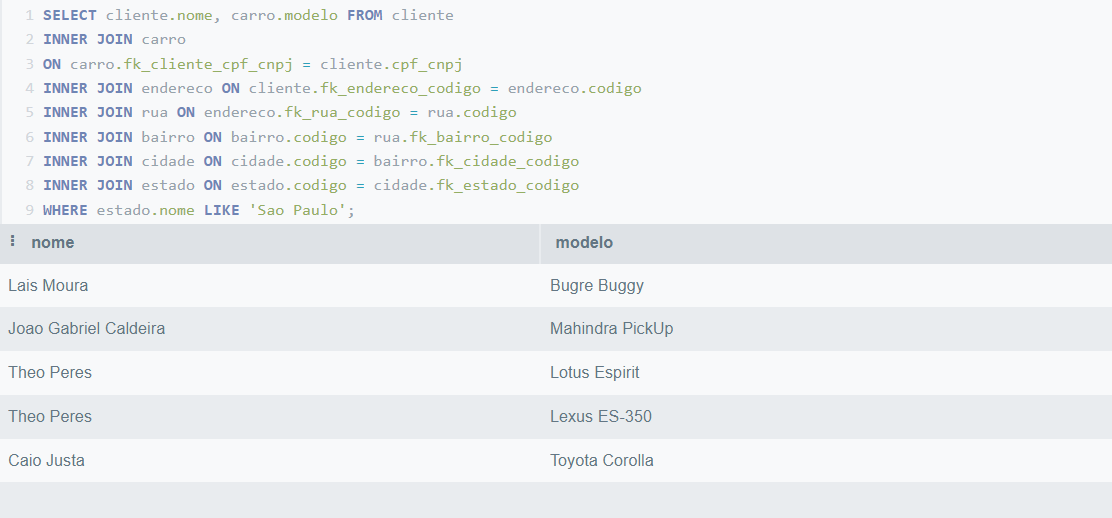 1 SELECT cliente.nome, carro.modelo FROM cliente
2 INNER JOIN carro
3 ON carro.fk_cliente_cpf_cnpj = cliente.cpf_cnpj
4 INNER JOIN endereco ON cliente.fk_endereco_codigo = endereco.codigo
5 INNER JOIN rua ON endereco.fk_rua_codigo = rua.codigo
6 INNER JOIN bairro ON bairro.codigo = rua.fk_bairro_codigo
7 INNER JOIN cidade ON cidade.codigo = bairro.fk_cidade_codigo
8 INNER JOIN estado ON estado.codigo = cidade.fk_estado_codigo
9 WHERE estado.nome LIKE 'Sao Paulo';
nome modelo
Lais Moura Bugre Buggy
Joao Gabriel Caldeira Mahindra PickUp
Theo Peres Lotus Espirit
Theo Peres Lexus ES-350
Caio Justa Toyota Corolla